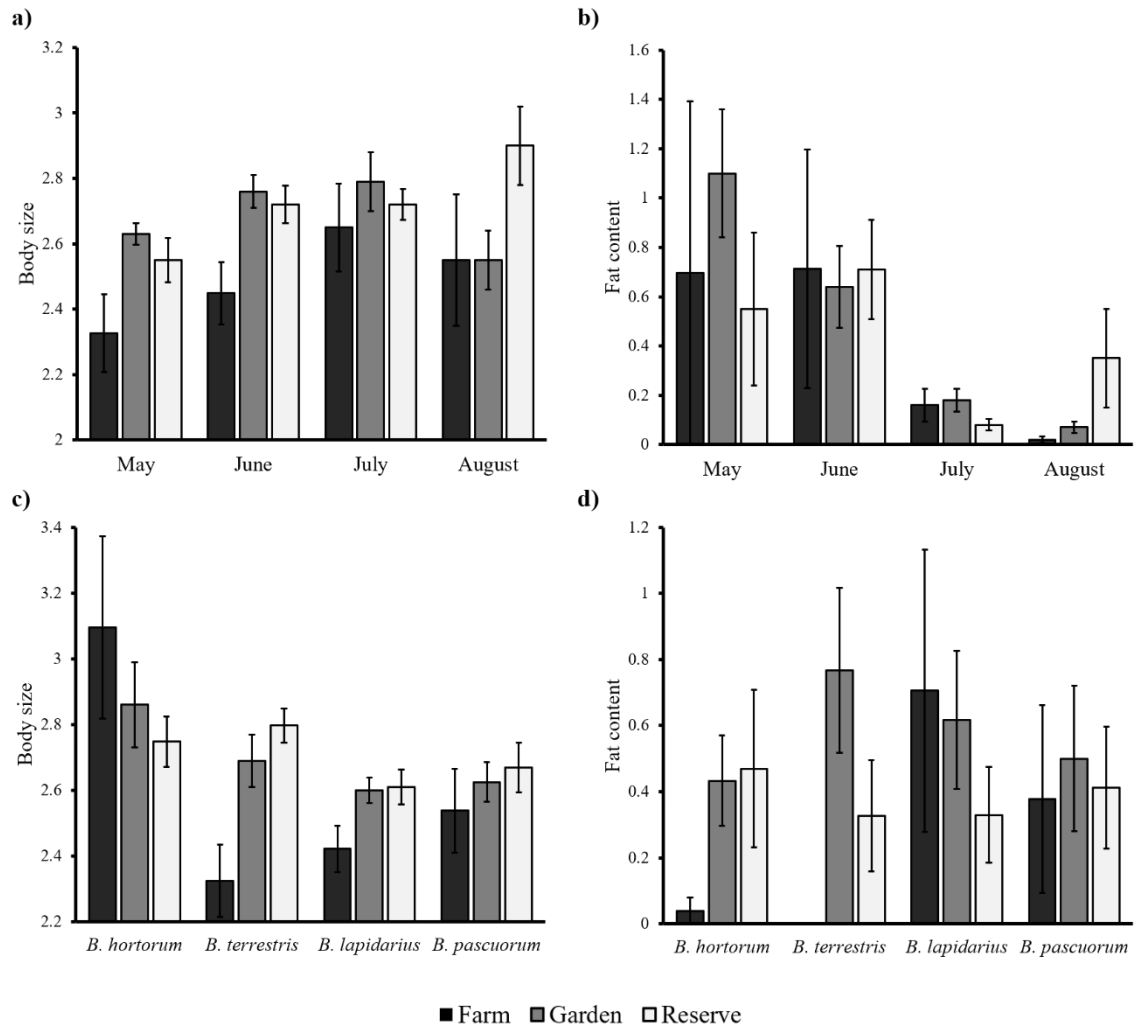 a)
3.2
3
2.8
2.6
2.4
2.2
2
Body size
May June July August
b)
1.6
1.4
1.2
1
0.8
0.6
0.4
0.2
0
Fat content
May June July August
c)
3.4
3.2
3
2.8
2.6
2.4
2.2
Body size
B. hortorum B. terrestris B. lapidarius B. pascuorum
d)
1.2
1
0.8
0.6
0.4
0.2
0
Fat content
B. hortorum B. terrestris B. lapidarius B. pascuorum
Farm Garden Reserve